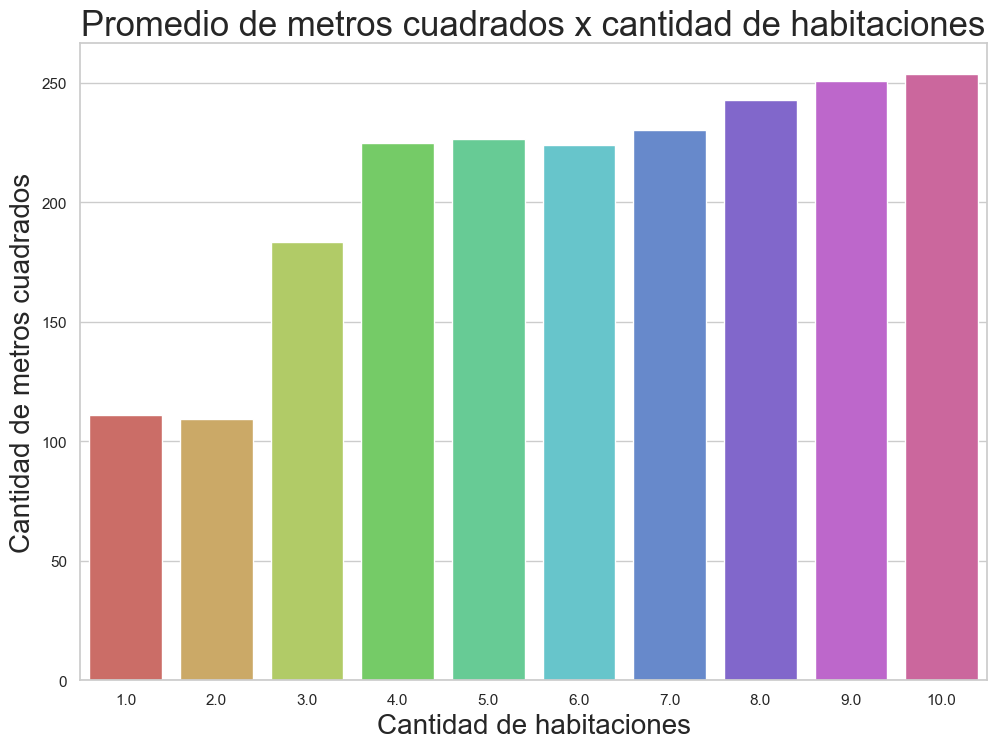 Promedio de metros cuadrados x cantidad de habitaciones
Cantidad de metros cuadrados
250
200
150
100
50
0
1.0 2.0 3.0 4.0 5.0 6.0 7.0 8.0 9.0 10.0
Cantidad de habitaciones